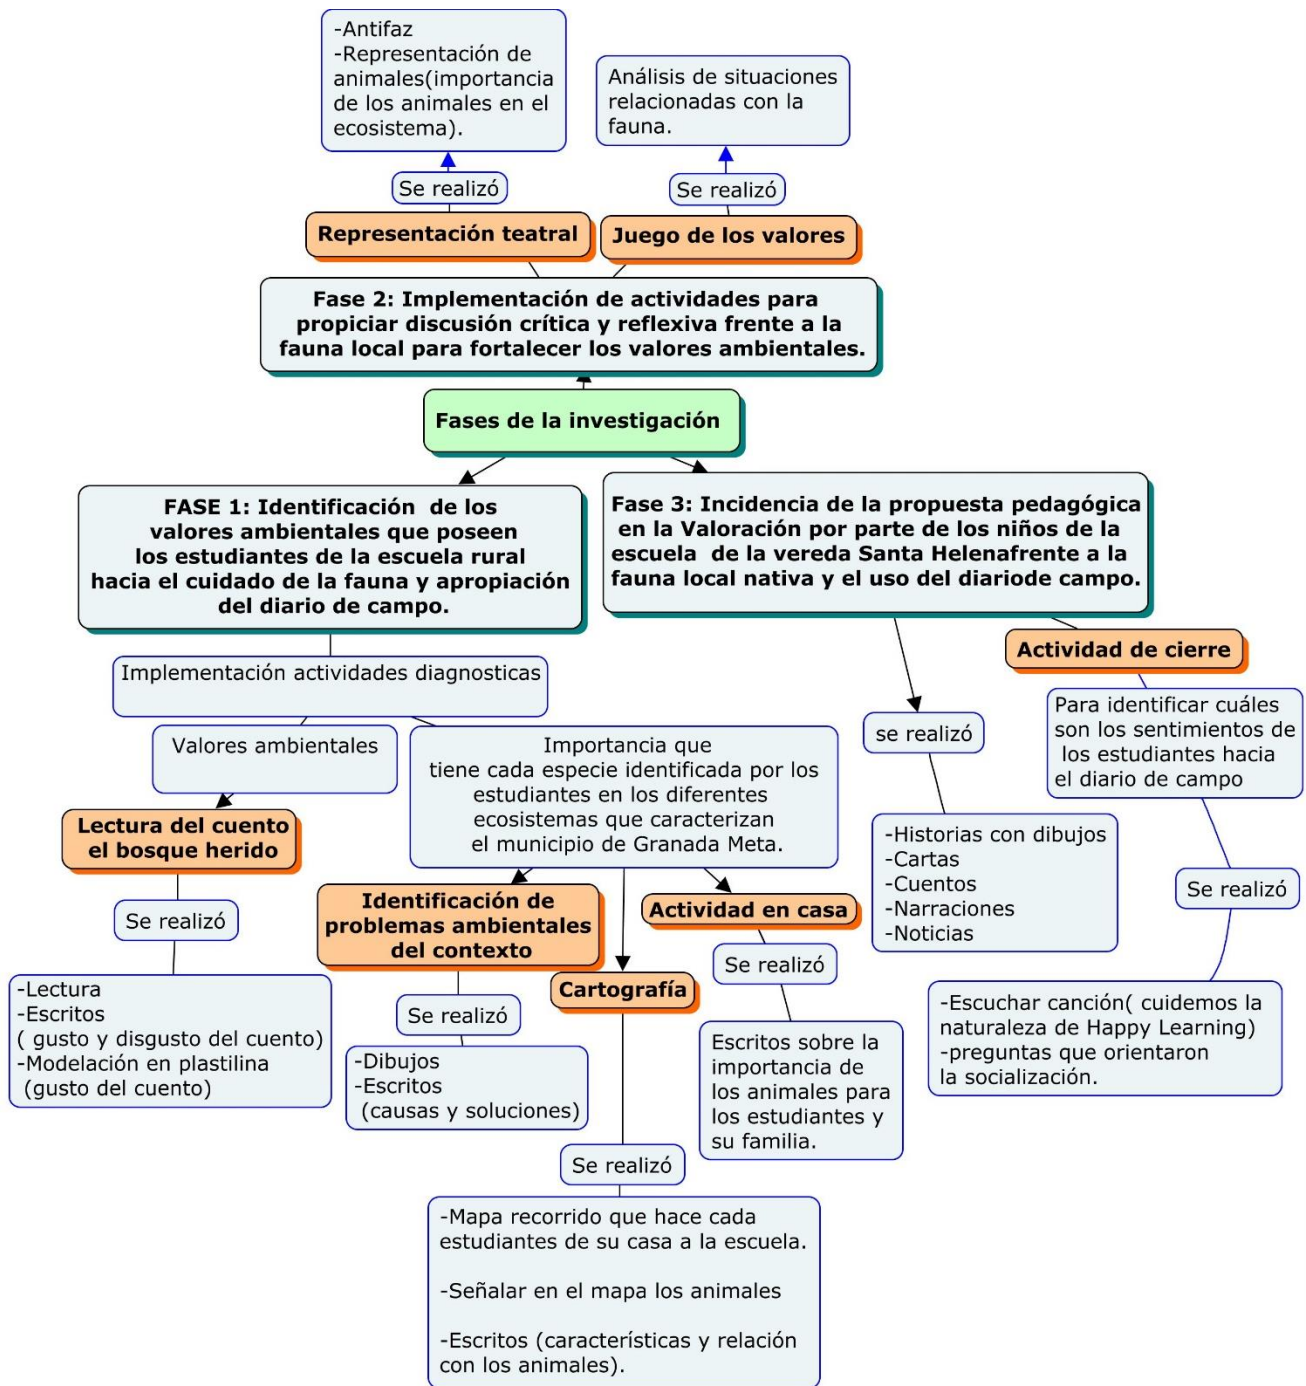 -Antifaz
-Representación de
animales(importancia
de los animales en el
ecosistema).
Análisis de situaciones
relacionadas con la
fauna.
Se realizó
Se realizó
Representación teatral
Juego de los valores
Fase 2: Implementación de actividades para
propiciar discusión crítica y reflexiva frente a la
fauna local para fortalecer los valores ambientales.
Fases de la investigación
FASE 1: Identificación de los
valores ambientales que poseen
los estudiantes de la escuela rural
hacia el cuidado de la fauna y apropiación
del diario de campo.
Fase 3: Incidencia de la propuesta pedagógica
en la Valoración por parte de los niños de la
escuela de la vereda Santa Helenafrente a la
fauna local nativa y el uso del diariode campo.
Implementación actividades diagnosticas
Valores ambientales
Importancia que
tiene cada especie identificada por los
estudiantes en los diferentes
ecosistemas que caracterizan
el municipio de Granada Meta.
Lectura del cuento
el bosque herido
Se realizó
-Lectura
-Escritos
( gusto y disgusto del cuento)
-Modelación en plastilina
(gusto del cuento)
Identificación de
problemas ambientales
del contexto
Se realizó
-Dibujos
-Escritos
(causas y soluciones)
Cartografía
Se realizó
-Mapa recorrido que hace cada
estudiantes de su casa a la escuela.
-Señalar en el mapa los animales
-Escritos (características y relación
con los animales).
Actividad en casa
Se realizó
Escritos sobre la
importancia de
los animales para
los estudiantes y
su familia.
se realizó
-Historias con dibujos
-Cartas
-Cuentos
-Narraciones
-Noticias
Actividad de cierre
Para identificar cuáles
son los sentimientos de
los estudiantes hacia
el diario de campo
Se realizó
-Escuchar canción( cuidemos la
naturaleza de Happy Learning)
-preguntas que orientaron
la socialización.